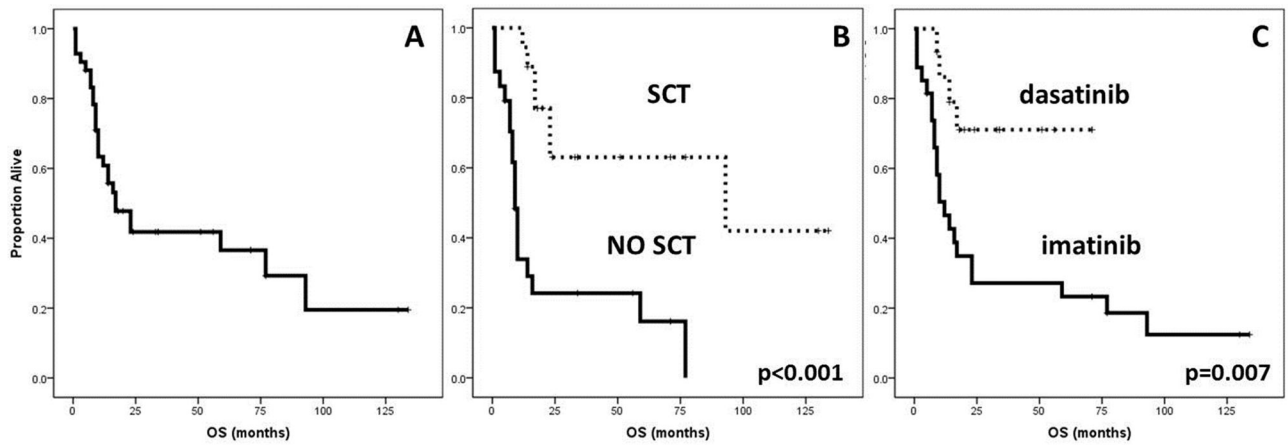 A
1.0
0.8
0.6
0.4
0.2
0.0
Proportion Alive
0 25 50 75 100 125
OS (months)
B
SCT
NO SCT
p<0.001
1.0
0.8
0.6
0.4
0.2
0.0
0 25 50 75 100 125
OS (months)
C
dasatinib
imatinib
p=0.007
1.0
0.8
0.6
0.4
0.2
0.0
0 25 50 75 100 125
OS (months)